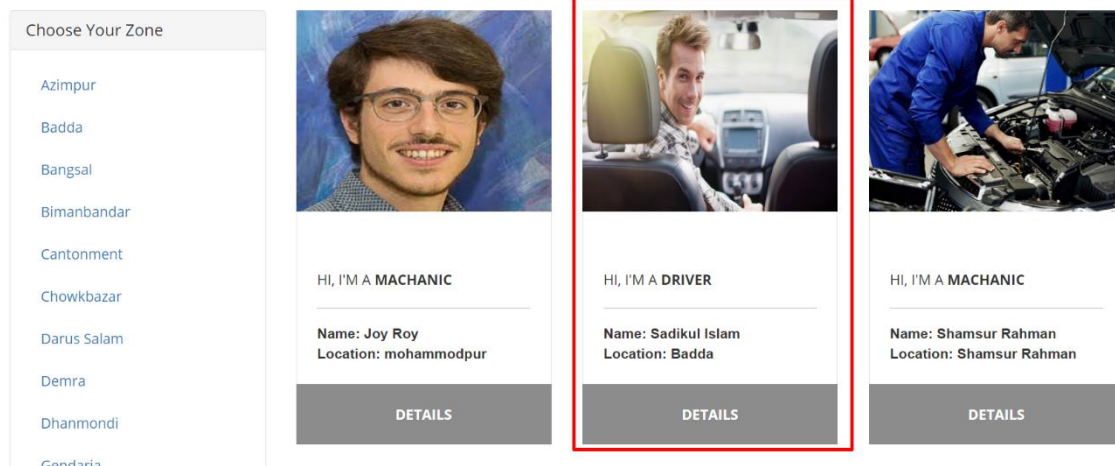 Choose Your Zone
Azimpur
Badda
Bangsal
Bimanbandar
Cantonment
Chowkbazar
Darus Salam
Demra
Dhanmondi
Gendaria
HI, I'M A MACHANIC
Name: Joy Roy
Location: mohammodpur
DETAILS
HI, I'M A DRIVER
Name: Sadikul Islam
Location: Badda
DETAILS
HI, I'M A MACHANIC
Name: Shamsur Rahman
Location: Shamsur Rahman
DETAILS